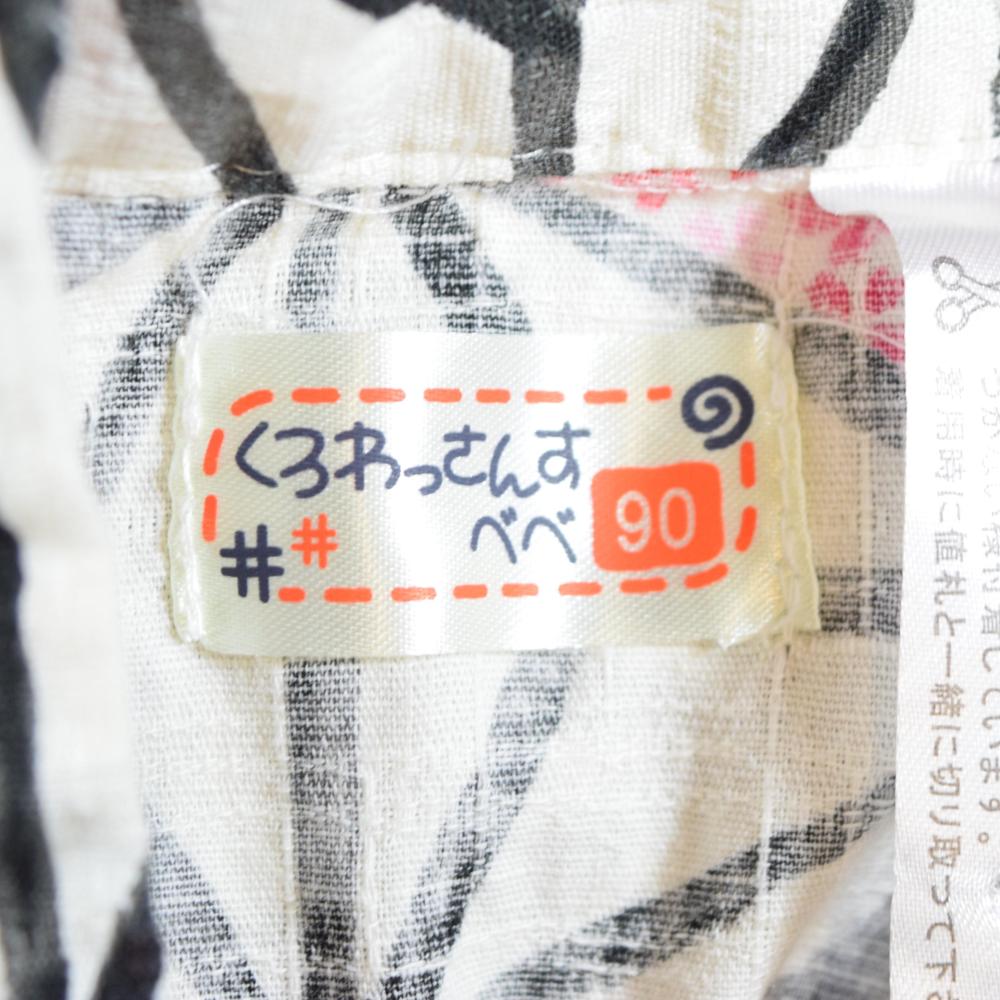 くろわっさんす
べべ
90
着用時に値札と一緒に切り取って下